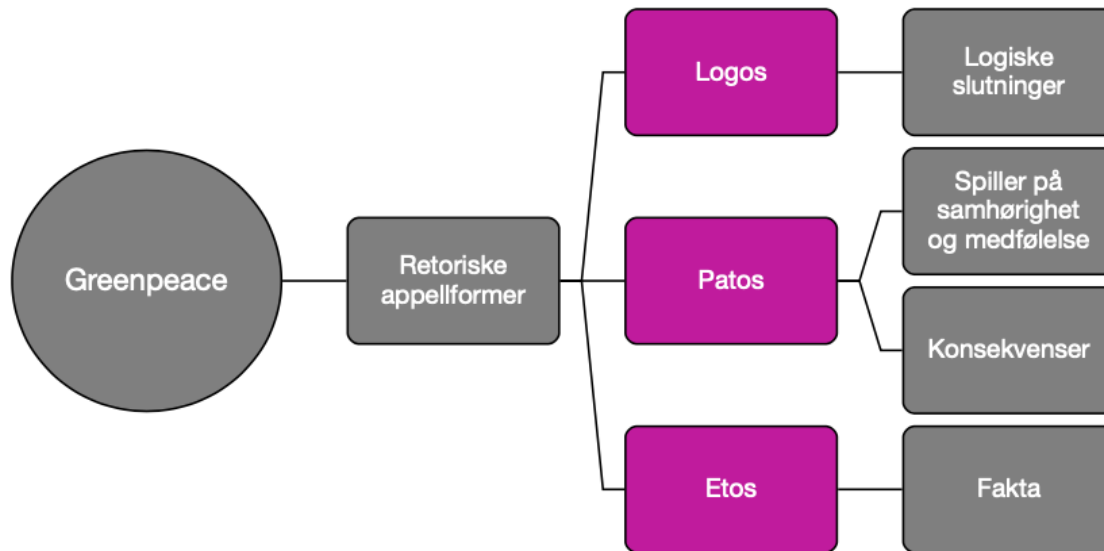 Greenpeace
Retoriske
appellformer
Logos
Logiske
slutninger
Patos
Spiller på
samhørighet
og medfølelse
Konsekvenser
Etos
Fakta